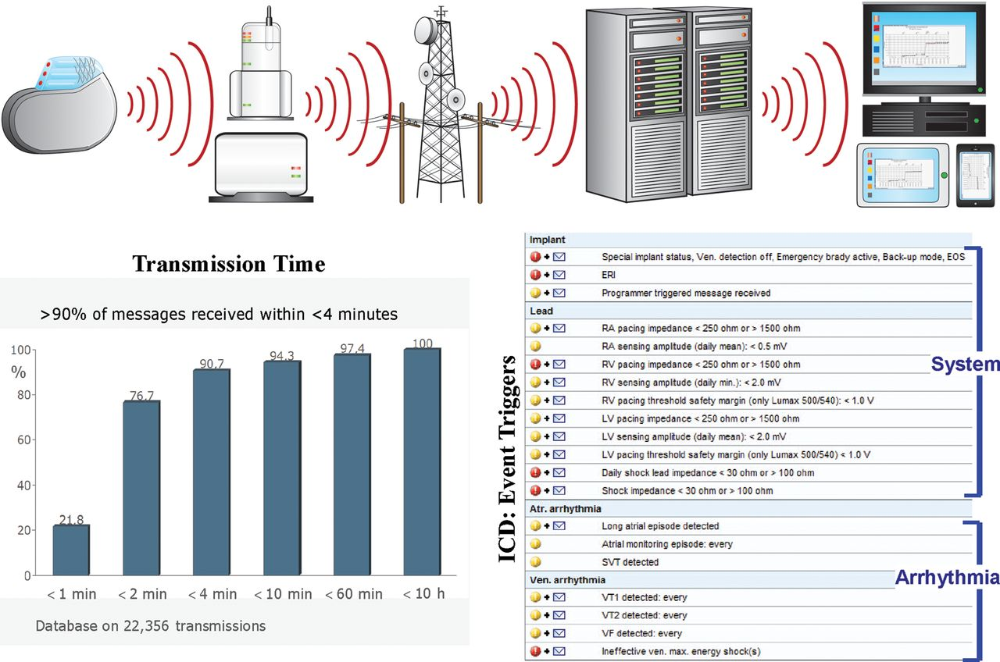 Transmission Time
>90% of messages received within <4 minutes
100
%
80
60
40
20
0
21,8
76,7
90,7
94,3
97,4
100
< 1 min
< 2 min
< 4 min
< 10 min
< 60 min
< 10 h
Database on 22,356 transmissions
ICD: Event Triggers
Implant
Special implant status, Ven. detection off, Emergency brady active, Back-up mode, EOS
ERI
Programmer triggered message received
Lead
RA pacing impedance < 250 ohm or > 1500 ohm
RA sensing amplitude (daily mean): < 0.5 mV
RV pacing impedance < 250 ohm or > 1500 ohm
RV sensing amplitude (daily min.): < 2.0 mV
RV pacing threshold safety margin (only Lumax 500/540): < 1.0 V
LV pacing impedance < 250 ohm or > 1500 ohm
LV sensing amplitude (daily mean): < 2.0 mV
LV pacing threshold safety margin (only Lumax 500/540) < 1.0 V
Daily shock lead impedance < 30 ohm or > 100 ohm
Shock impedance < 30 ohm or > 100 ohm
System
Atr. arrhythmia
Long atrial episode detected
Atrial monitoring episode: every
SVT detected
Ven. arrhythmia
VT1 detected: every
VT2 detected: every
VF detected: every
Ineffective ven. max. energy shock(s)
Arrhythmia